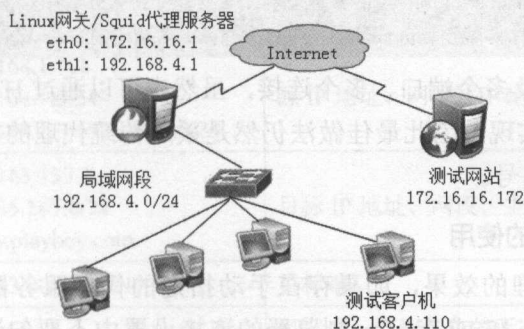 Linux网关/Squid代理服务器
eth0: 172.16.16.1
eth1: 192.168.4.1
Internet
局域网段
192.168.4.0/24
测试网站
172.16.16.172
测试客户机
192.168.4.110